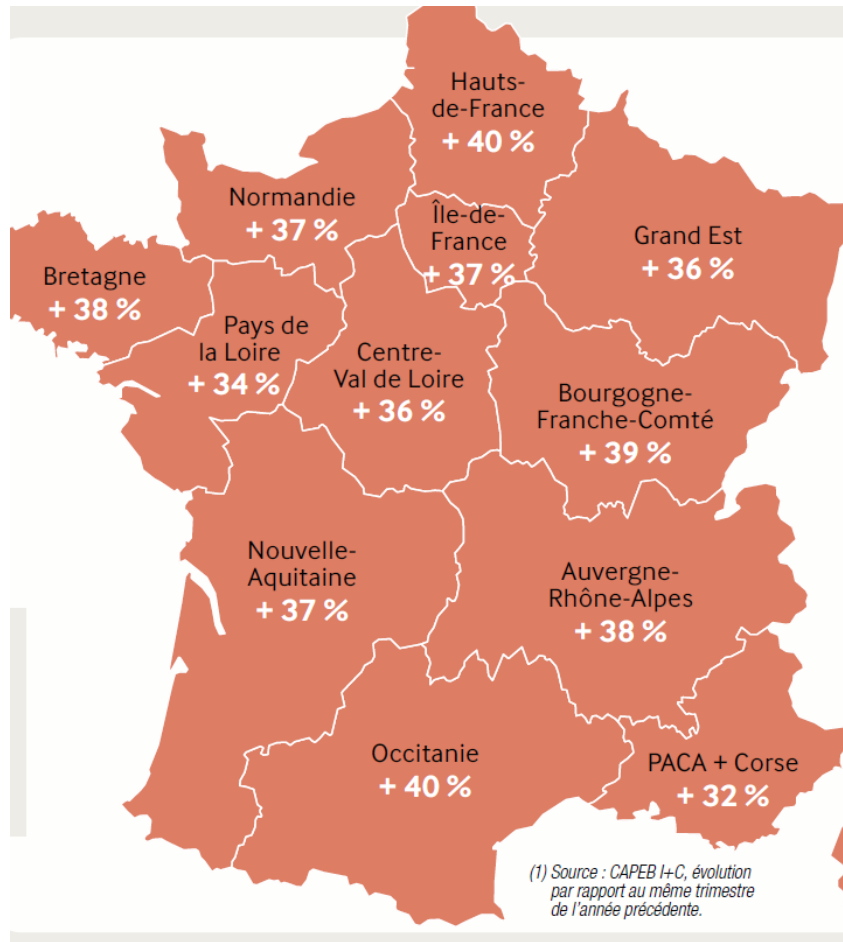 Hauts-
de-France
+ 40 %
Normandie
+ 37 %
Île-de-
France
+ 37 %
Grand Est
+ 36 %
Bretagne
+ 38 %
Pays de
la Loire
+ 34 %
Centre-
Val de Loire
+ 36 %
Bourgogne-
Franche-Comté
+ 39 %
Nouvelle-
Aquitaine
+ 37 %
Auvergne-
Rhône-Alpes
+ 38 %
Occitanie
+ 40 %
PACA + Corse
+ 32 %
(1) Source : CAPEB I+C, évolution
par rapport au même trimestre
de l’année précédente.